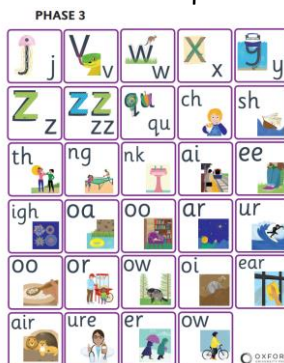 PHASE 3
j j v v w w x x y y
z z zz zz qu qu ch sh
th ng nk ai ee
igh oa oo ar ur
oo or ow oi ear
air ure er ow
OXFOR